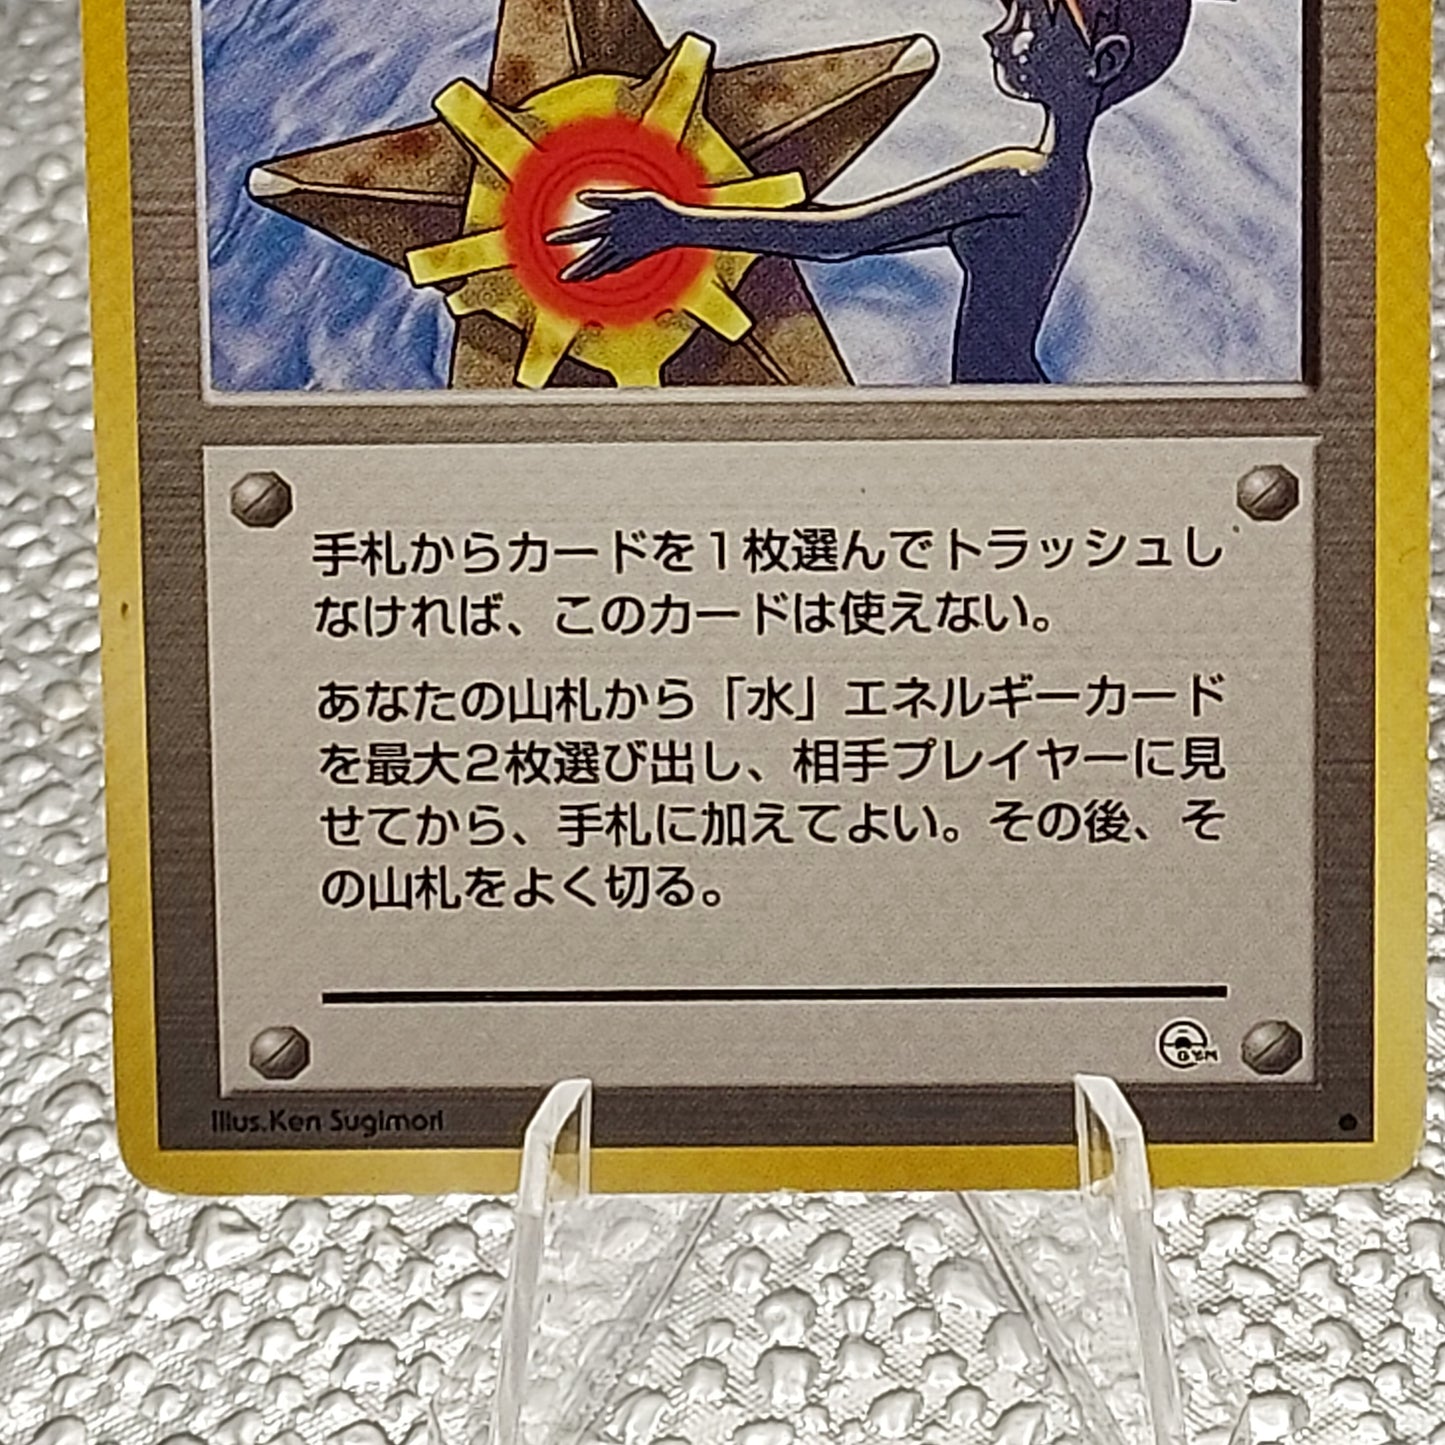 手札からカードを1枚選んでトラッシュし
なければ、このカードは使えない。
あなたの山札から「水」エネルギーカード
を最大2枚選び出し、相手プレイヤーに見
せてから、手札に加えてよい。その後、そ
の山札をよく切る。
GYM
Illus.Ken Sugimori